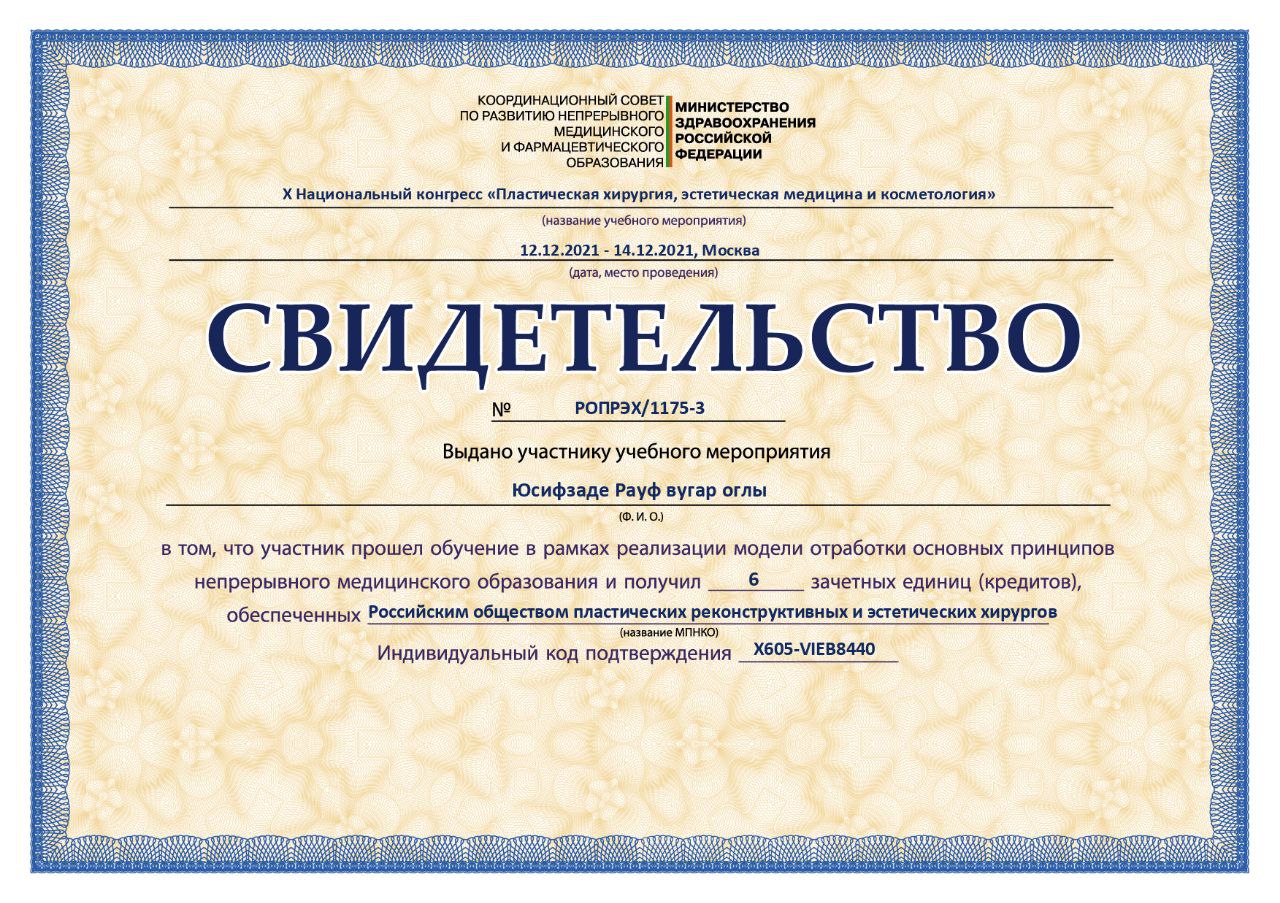 КООРДИНАЦИОННЫЙ СОВЕТ
ПО РАЗВИТИЮ НЕПРЕРЫВНОГО
МЕДИЦИНСКОГО
И ФАРМАЦЕВТИЧЕСКОГО
ОБРАЗОВАНИЯ
МИНИСТЕРСТВО
ЗДРАВООХРАНЕНИЯ
РОССИЙСКОЙ
ФЕДЕРАЦИИ
X Национальный конгресс «Пластическая хирургия, эстетическая медицина и косметология»
(название учебного мероприятия)
12.12.2021 - 14.12.2021, Москва
(дата, место проведения)
СВИДЕТЕЛЬСТВО
№ РОПРЭХ/1175-3
Выдано участнику учебного мероприятия
Юсифзаде Рауф вугар оглы
(Ф. И. О.)
в том, что участник прошел обучение в рамках реализации модели отработки основных принципов
непрерывного медицинского образования и получил 6 зачетных единиц (кредитов),
обеспеченных Российским обществом пластических реконструктивных и эстетических хирургов
(название МПНКО)
Индивидуальный код подтверждения X605-VIEB8440